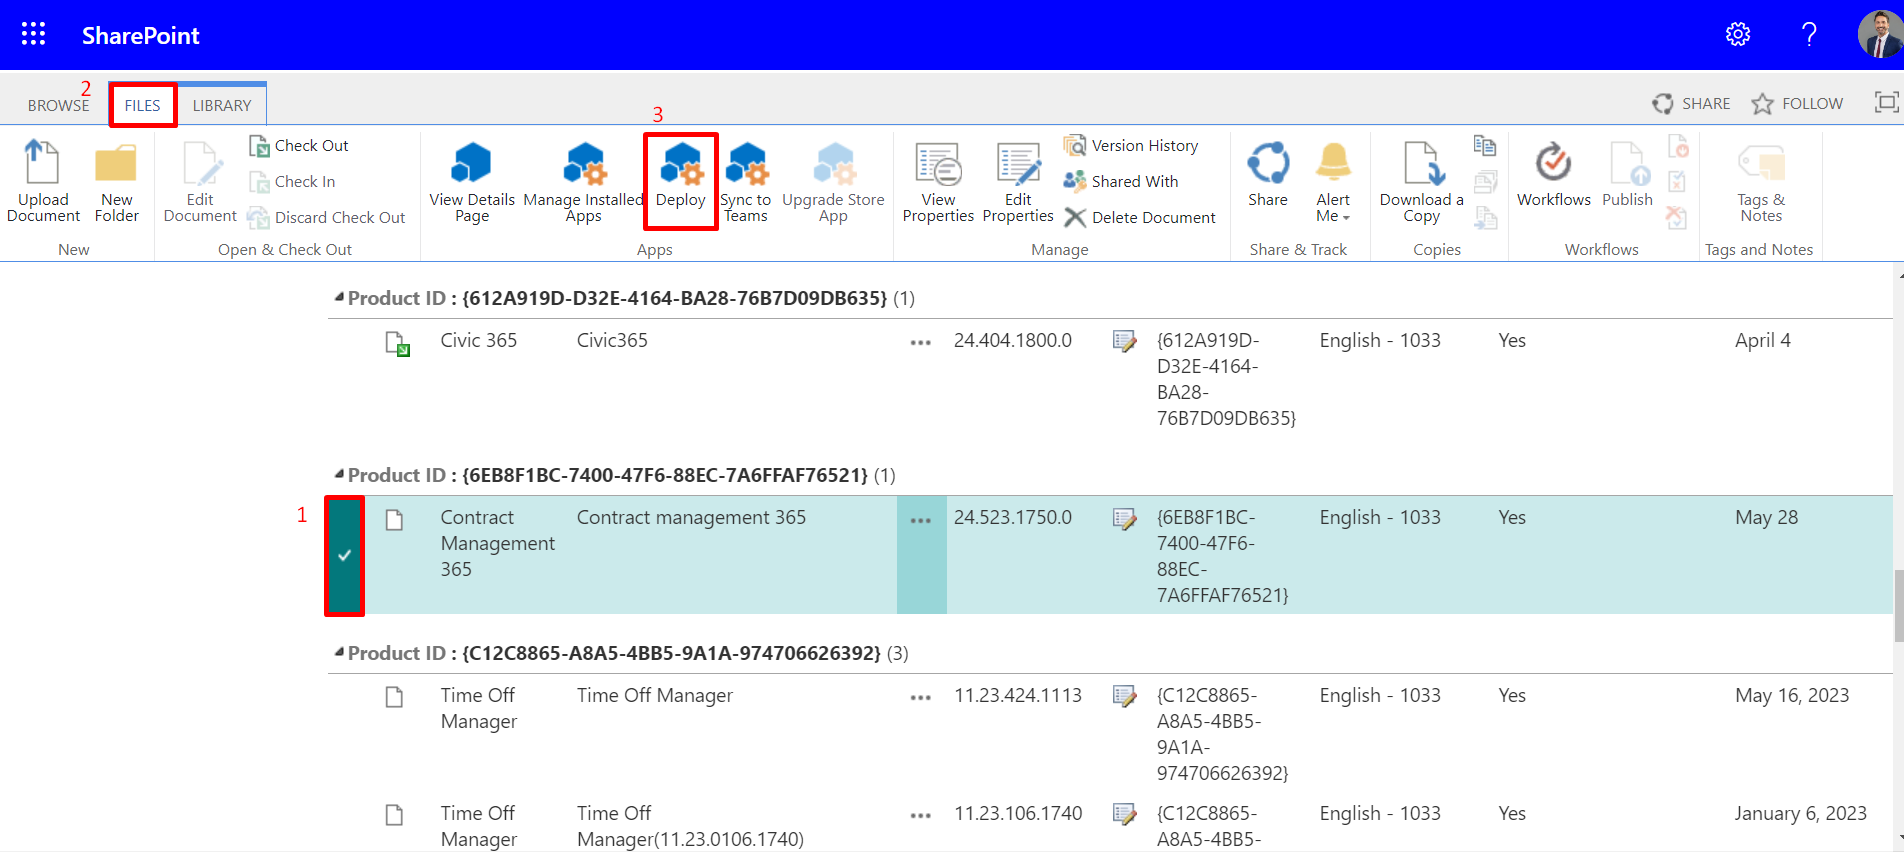 SharePoint
?
2
BROWSE FILES LIBRARY
3
SHARE FOLLOW
Upload Document
New Folder
New
Edit Document
Check Out
Check In
Discard Check Out
Open & Check Out
View Details Page
Manage Installed Apps
Deploy
Sync to Teams
Upgrade Store App
Apps
View Properties
Edit Properties
Version History
Shared With
Delete Document
Manage
Share
Alert Me
Share & Track
Download a Copy
Copies
Workflows
Publish
Workflows
Tags & Notes
Tags and Notes
Product ID : {612A919D-D32E-4164-BA28-76B7D09DB635} (1)
Civic 365 Civic365 ... 24.404.1800.0 {612A919D- English - 1033 Yes April 4
D32E-4164-
BA28-
76B7D09DB635}
Product ID : {6EB8F1BC-7400-47F6-88EC-7A6FFAF76521} (1)
1
Contract Contract management 365 ... 24.523.1750.0 {6EB8F1BC- English - 1033 Yes May 28
Management 7400-47F6-
365 88EC-
7A6FFAF76521}
Product ID : {C12C8865-A8A5-4BB5-9A1A-974706626392} (3)
Time Off Time Off Manager ... 11.23.424.1113 {C12C8865- English - 1033 Yes May 16, 2023
Manager A8A5-4BB5-
9A1A-
974706626392}
Time Off Time Off ... 11.23.106.1740 {C12C8865- English - 1033 Yes January 6, 2023
Manager Manager(11.23.0106.1740) A8A5-4BB5-